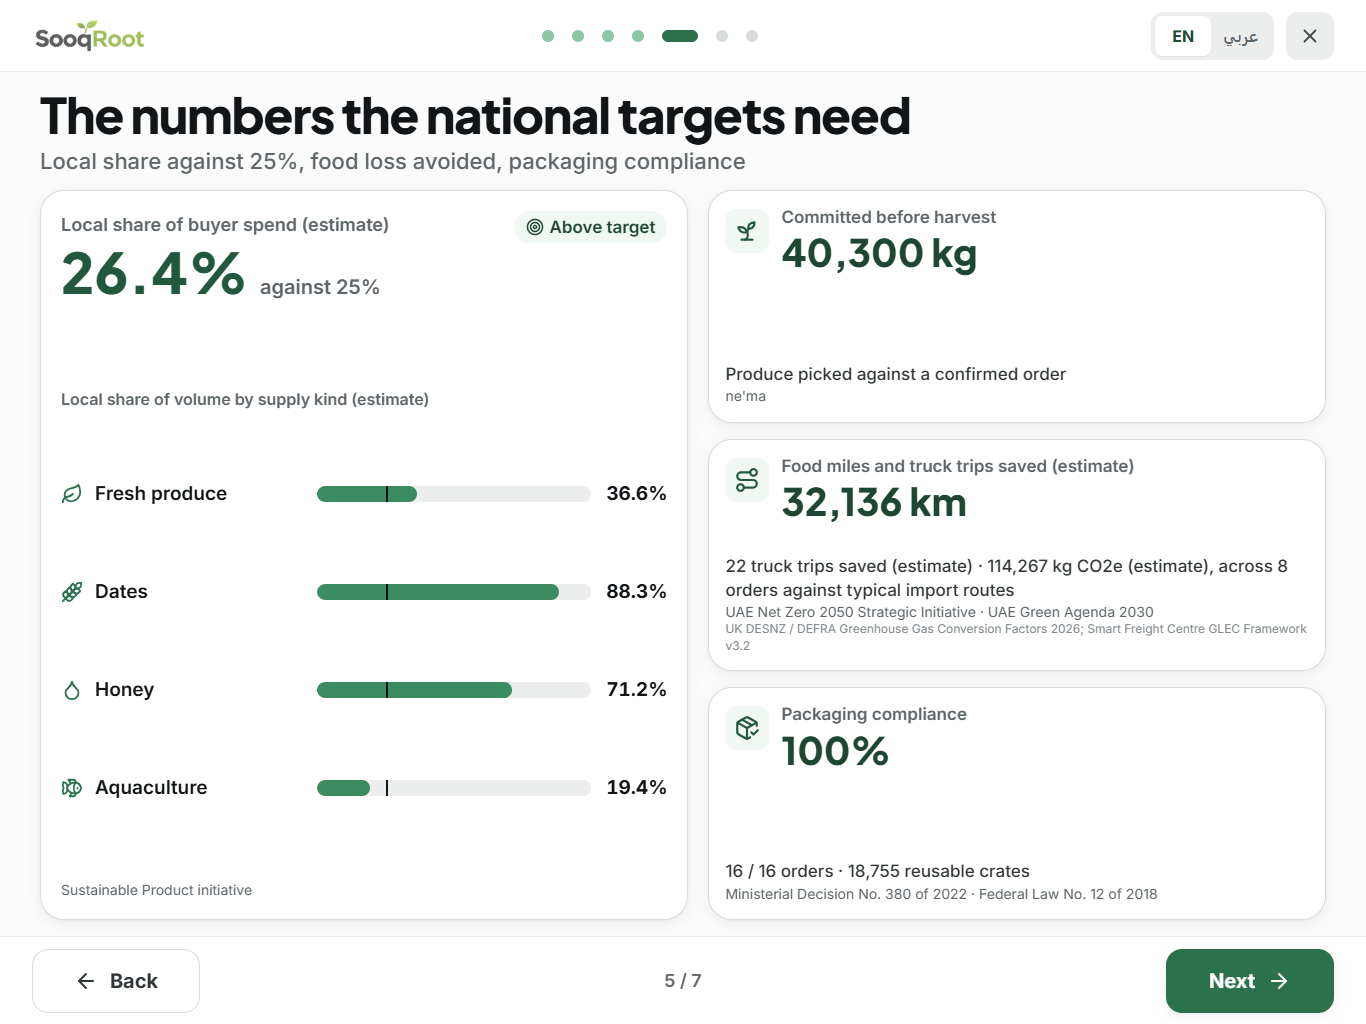 SooqRoot
EN
عربي
The numbers the national targets need
Local share against 25%, food loss avoided, packaging compliance
Local share of buyer spend (estimate)
Above target
26.4% against 25%
Local share of volume by supply kind (estimate)
Fresh produce 36.6%
Dates 88.3%
Honey 71.2%
Aquaculture 19.4%
Sustainable Product initiative
Committed before harvest
40,300 kg
Produce picked against a confirmed order
ne'ma
Food miles and truck trips saved (estimate)
32,136 km
22 truck trips saved (estimate) · 114,267 kg CO2e (estimate), across 8
orders against typical import routes
UAE Net Zero 2050 Strategic Initiative · UAE Green Agenda 2030
UK DESNZ / DEFRA Greenhouse Gas Conversion Factors 2026; Smart Freight Centre GLEC Framework
v3.2
Packaging compliance
100%
16 / 16 orders · 18,755 reusable crates
Ministerial Decision No. 380 of 2022 · Federal Law No. 12 of 2018
Back
5 / 7
Next